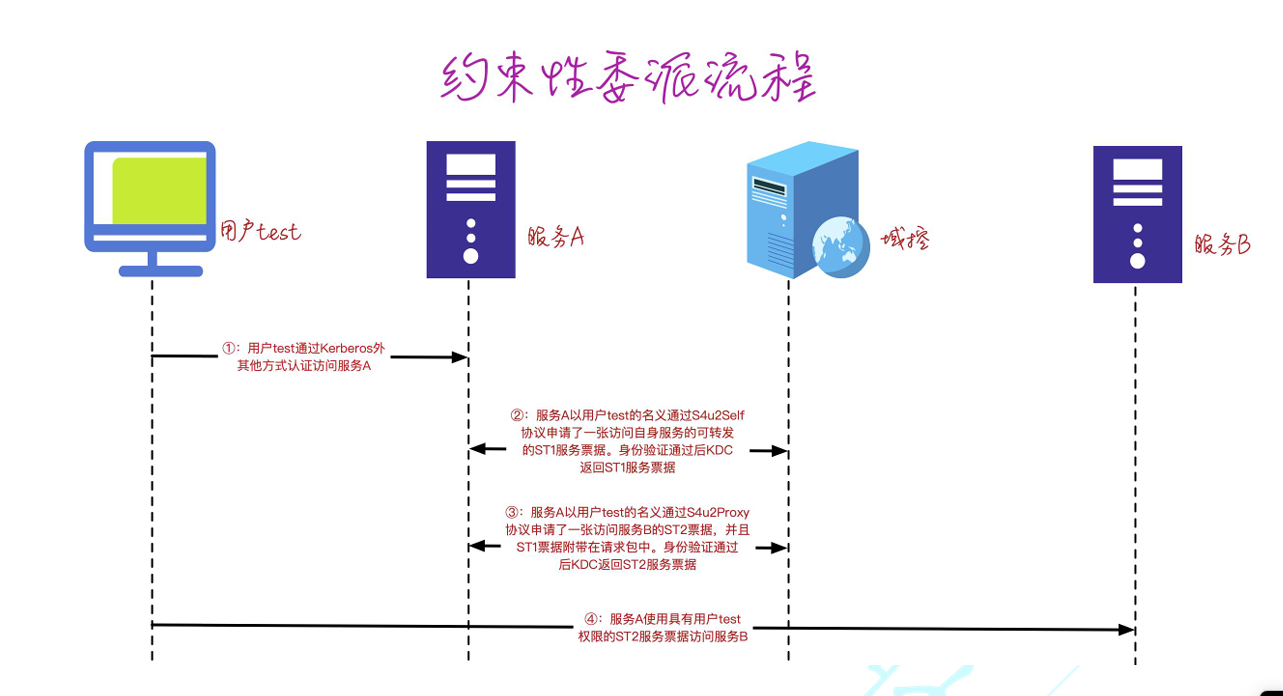 约束性委派流程
用户test
服务A
域控
服务B
①：用户test通过Kerberos外
其他方式认证访问服务A
②：服务A以用户test的名义通过S4u2Self
协议申请了一张访问自身服务的可转发
的ST1服务票据。身份验证通过后KDC
返回ST1服务票据
③：服务A以用户test的名义通过S4u2Proxy
协议申请了一张访问服务B的ST2票据，并且
ST1票据附带在请求包中。身份验证通过
后KDC返回ST2服务票据
④：服务A使用具有用户test
权限的ST2服务票据访问服务B